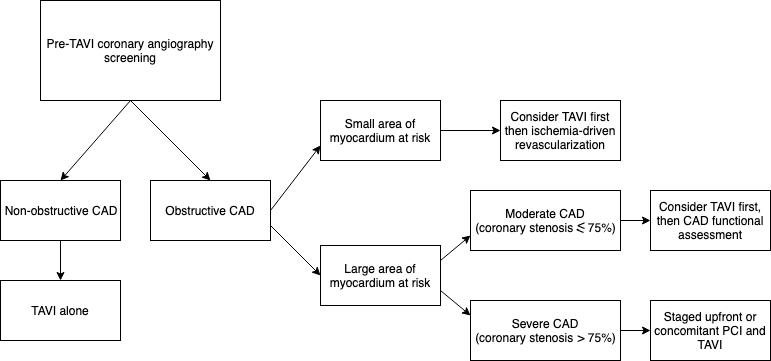 Pre-TAVI coronary angiography
screening
Small area of
myocardium at risk
Consider TAVI first
then ischemia-driven
revascularization
Non-obstructive CAD
Obstructive CAD
Moderate CAD
(coronary stenosis ⩽ 75%)
Consider TAVI first,
then CAD functional
assessment
Large area of
myocardium at risk
TAVI alone
Severe CAD
(coronary stenosis > 75%)
Staged upfront or
concomitant PCI and
TAVI